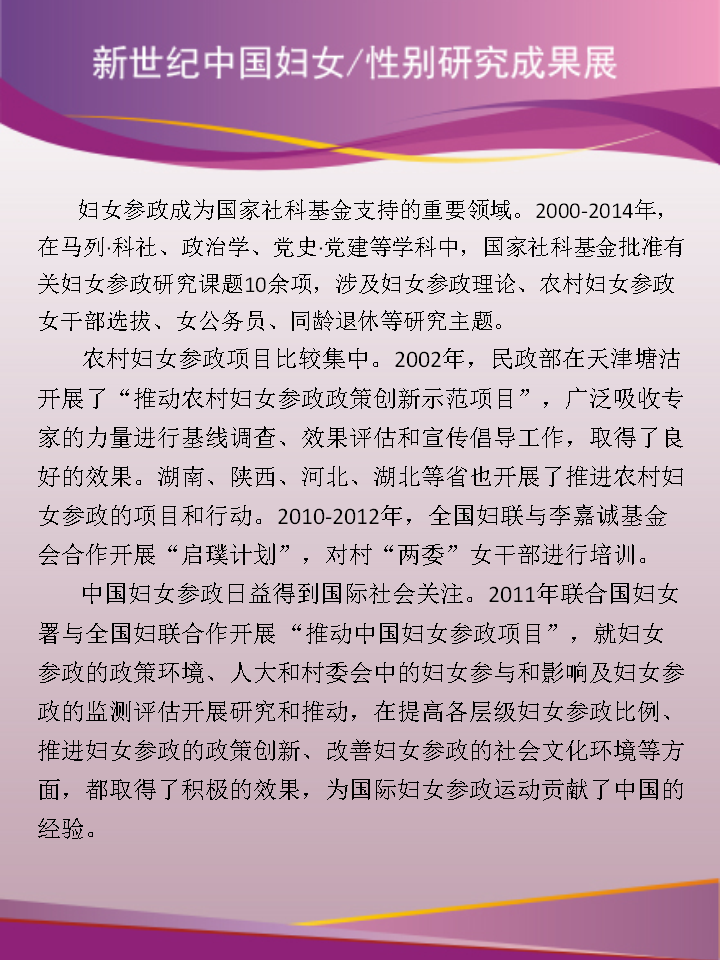 新世纪中国妇女/性别研究成果展
妇女参政成为国家社科基金支持的重要领域。2000-2014年，
在马列·科社、政治学、党史·党建等学科中，国家社科基金批准有
关妇女参政研究课题10余项，涉及妇女参政理论、农村妇女参政
女干部选拔、女公务员、同龄退休等研究主题。
农村妇女参政项目比较集中。2002年，民政部在天津塘沽
开展了“推动农村妇女参政政策创新示范项目”，广泛吸收专
家的力量进行基线调查、效果评估和宣传倡导工作，取得了良
好的效果。湖南、陕西、河北、湖北等省也开展了推进农村妇
女参政的项目和行动。2010-2012年，全国妇联与李嘉诚基金
会合作开展“启璞计划”，对村“两委”女干部进行培训。
中国妇女参政日益得到国际社会关注。2011年联合国妇女
署与全国妇联合作开展 “推动中国妇女参政项目”，就妇女
参政的政策环境、人大和村委会中的妇女参与和影响及妇女参
政的监测评估开展研究和推动，在提高各层级妇女参政比例、
推进妇女参政的政策创新、改善妇女参政的社会文化环境等方
面，都取得了积极的效果，为国际妇女参政运动贡献了中国的
经验。